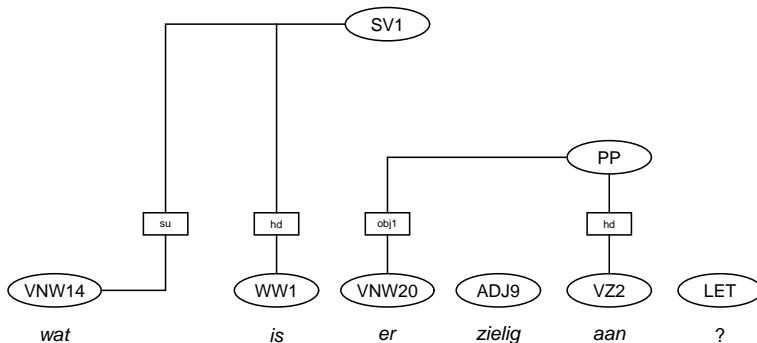 SV1
PP
su hd obj1 hd
VNW14 WW1 VNW20 ADJ9 VZ2 LET
wat is er zielig aan ?